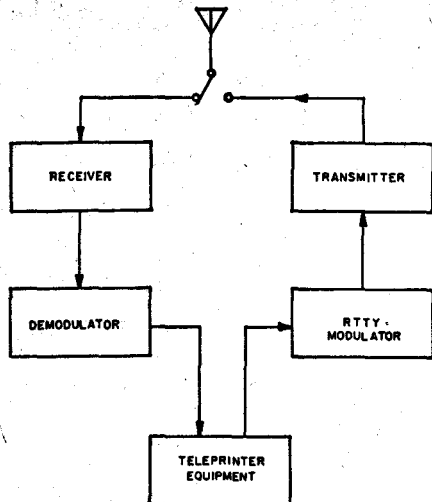 RECEIVER
TRANSMITTER
DEMODULATOR
RTTY
MODULATOR
TELEPRINTER
EQUIPMENT